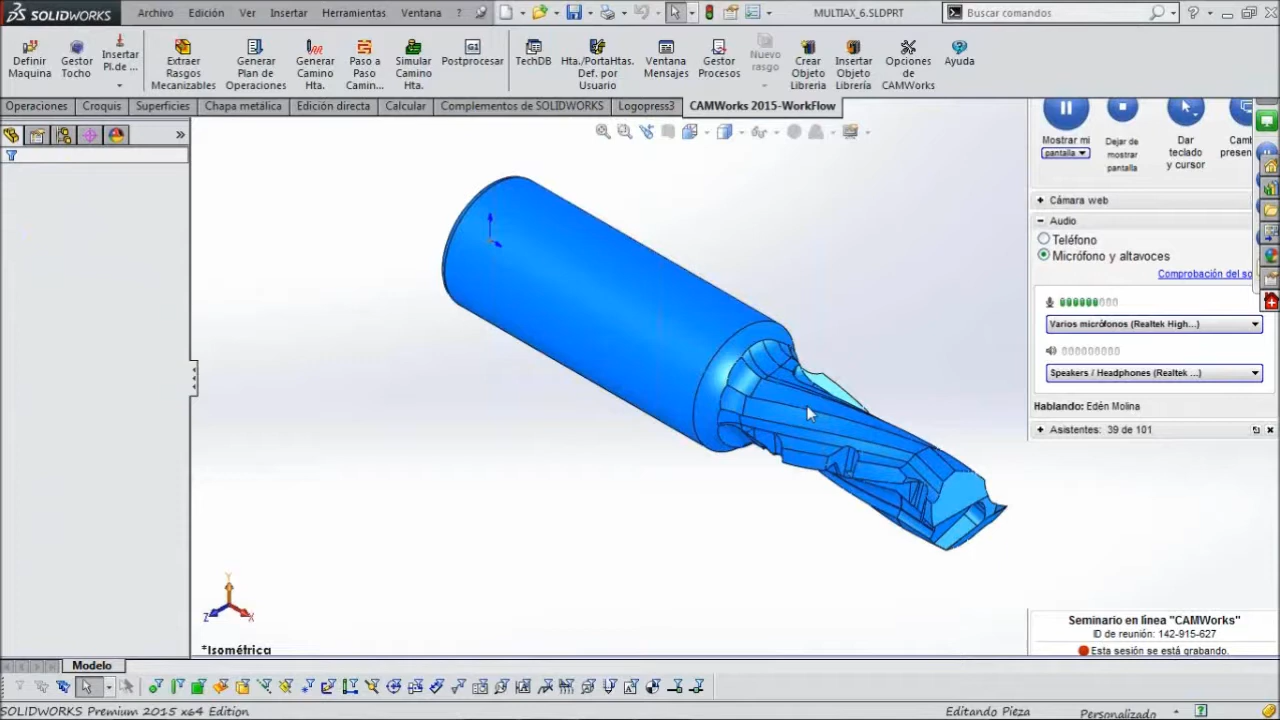 SOLIDWORKS
Archivo Edición Ver Insertar Herramientas Ventana ?
MULTIAX_6.SLDPRT
Buscar comandos
Definir Maquina
Gestor Tocho
Insertar Pl.de ...
Extraer Rasgos Mecanizables
Generar Plan de Operaciones
Generar Camino Hta.
Paso a Paso Camin...
Simular Camino Hta.
G1
Postprocesar
TechDB
Hta./PortaHtas. Def. por Usuario
Ventana Mensajes
Gestor Procesos
Nuevo rasgo
Crear Objeto Libreria
Insertar Objeto Librería
Opciones de CAMWorks
Ayuda
Operaciones Croquis Superficies Chapa metálica Edición directa Calcular Complementos de SOLIDWORKS Logopress3 CAMWorks 2015-WorkFlow
Mostrar mi pantalla
Dejar de mostrar pantalla
Dar teclado y cursor
Camb presen
Cámara web
Audio
Teléfono
Micrófono y altavoces
Comprobación del so
Varios micrófonos (Realtek High...)
Speakers / Headphones (Realtek ...)
Hablando: Edén Molina
Asistentes: 39 de 101
Y
Z
X
*Isométrica
Seminario en línea "CAMWorks"
ID de reunión: 142-915-627
Esta sesión se está grabando.
Modelo
SOLIDWORKS Premium 2015 x64 Edition
Editando Pieza
Personalizado